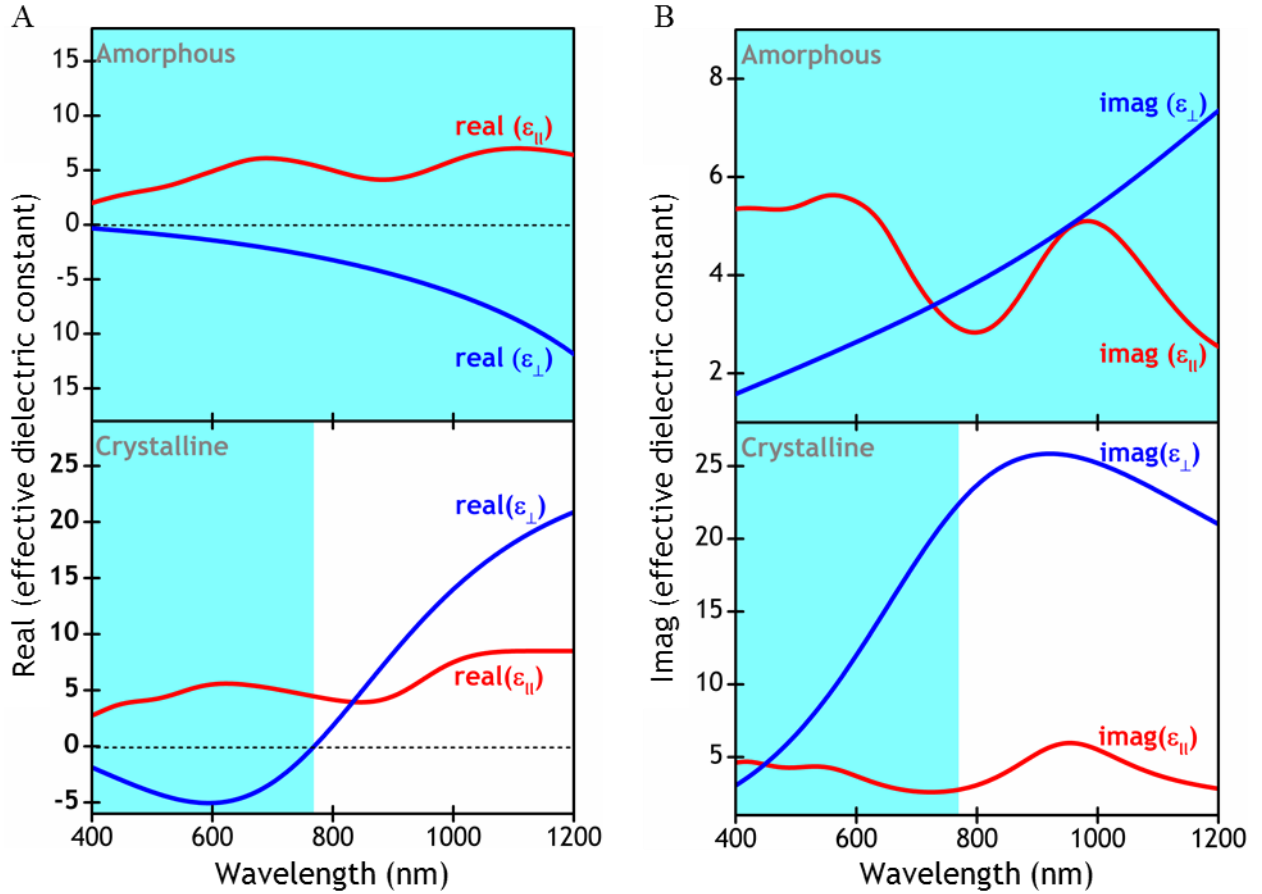 A
B
Real (effective dielectric constant)
Amorphous
15
10
5
0
-5
10
15
real (ε||)
real (ε⊥)
Crystalline
25
20
15
10
5
0
-5
real(ε⊥)
real(ε||)
400 600 800 1000 1200
Wavelength (nm)
Imag (effective dielectric constant)
Amorphous
8
6
4
2
imag (ε⊥)
imag (ε||)
Crystalline
25
20
15
10
5
imag(ε⊥)
imag(ε||)
400 600 800 1000 1200
Wavelength (nm)